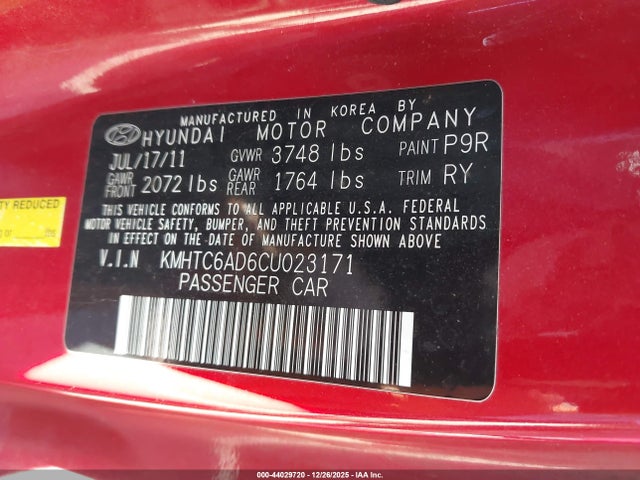 MANUFACTURED IN KOREA BY
HYUNDAI MOTOR COMPANY
JUL/17/11 GVWR 3748 lbs PAINT P9R
GAWR FRONT 2072 lbs GAWR REAR 1764 lbs TRIM RY
THIS VEHICLE CONFORMS TO ALL APPLICABLE U.S.A. FEDERAL
MOTOR VEHICLE SAFETY, BUMPER, AND THEFT PREVENTION STANDARDS
IN EFFECT ON THE DATE OF MANUFACTURE SHOWN ABOVE
V.I.N KMHTC6AD6CU023171
PASSENGER CAR
TY REDUCED
000-44029720 | 12/26/2025 | IAA Inc.